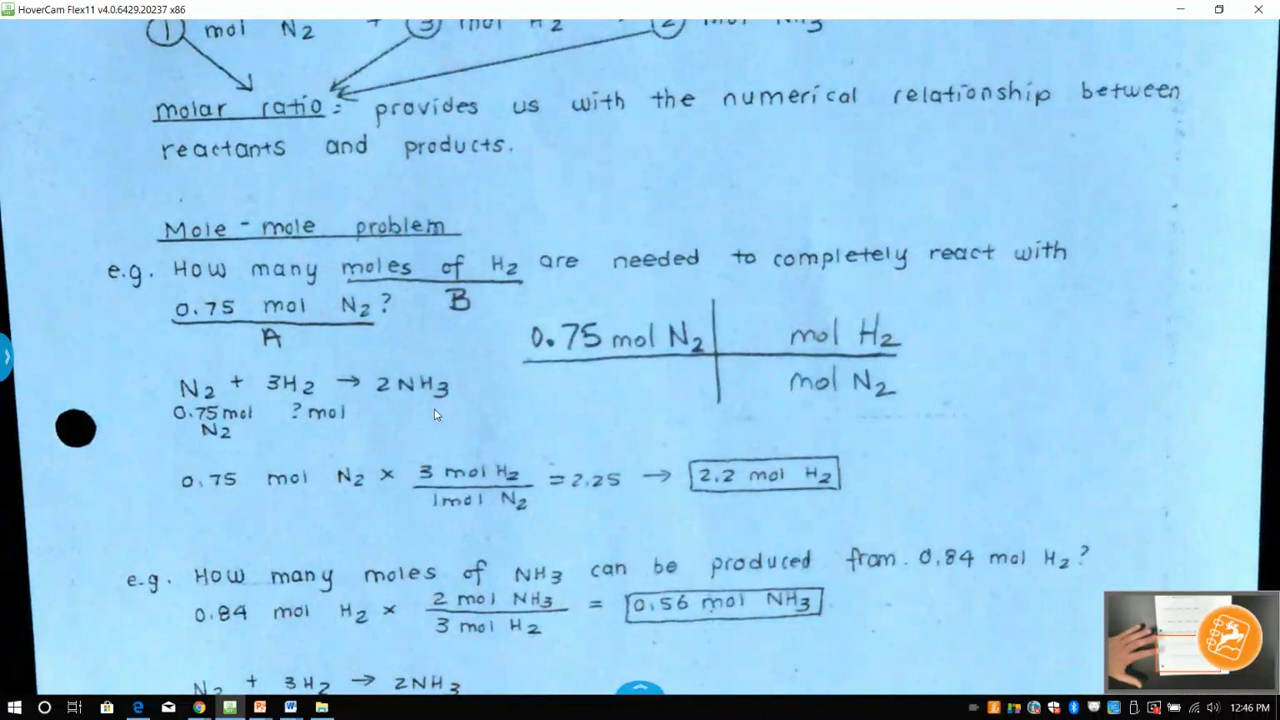 HoverCam Flex11 v4.0.6429.20237 x86
1 mol N2 + 3 mol H2 2 mol NH3
molar ratio: provides us with the numerical relationship between
reactants and products.
Mole - mole problem
e.g. How many moles of H2 are needed to completely react with
0.75 mol N2? B
A
0.75 mol N2 | mol H2
mol N2
N2 + 3H2 → 2NH3
0.75 mol ? mol
N2
0.75 mol N2 × 3 mol H2 / 1 mol N2 = 2.25 → 2.2 mol H2
e.g. How many moles of NH3 can be produced from 0.84 mol H2?
0.84 mol H2 × 2 mol NH3 / 3 mol H2 = 0.56 mol NH3
N2 + 3H2 → 2NH3
12:46 PM